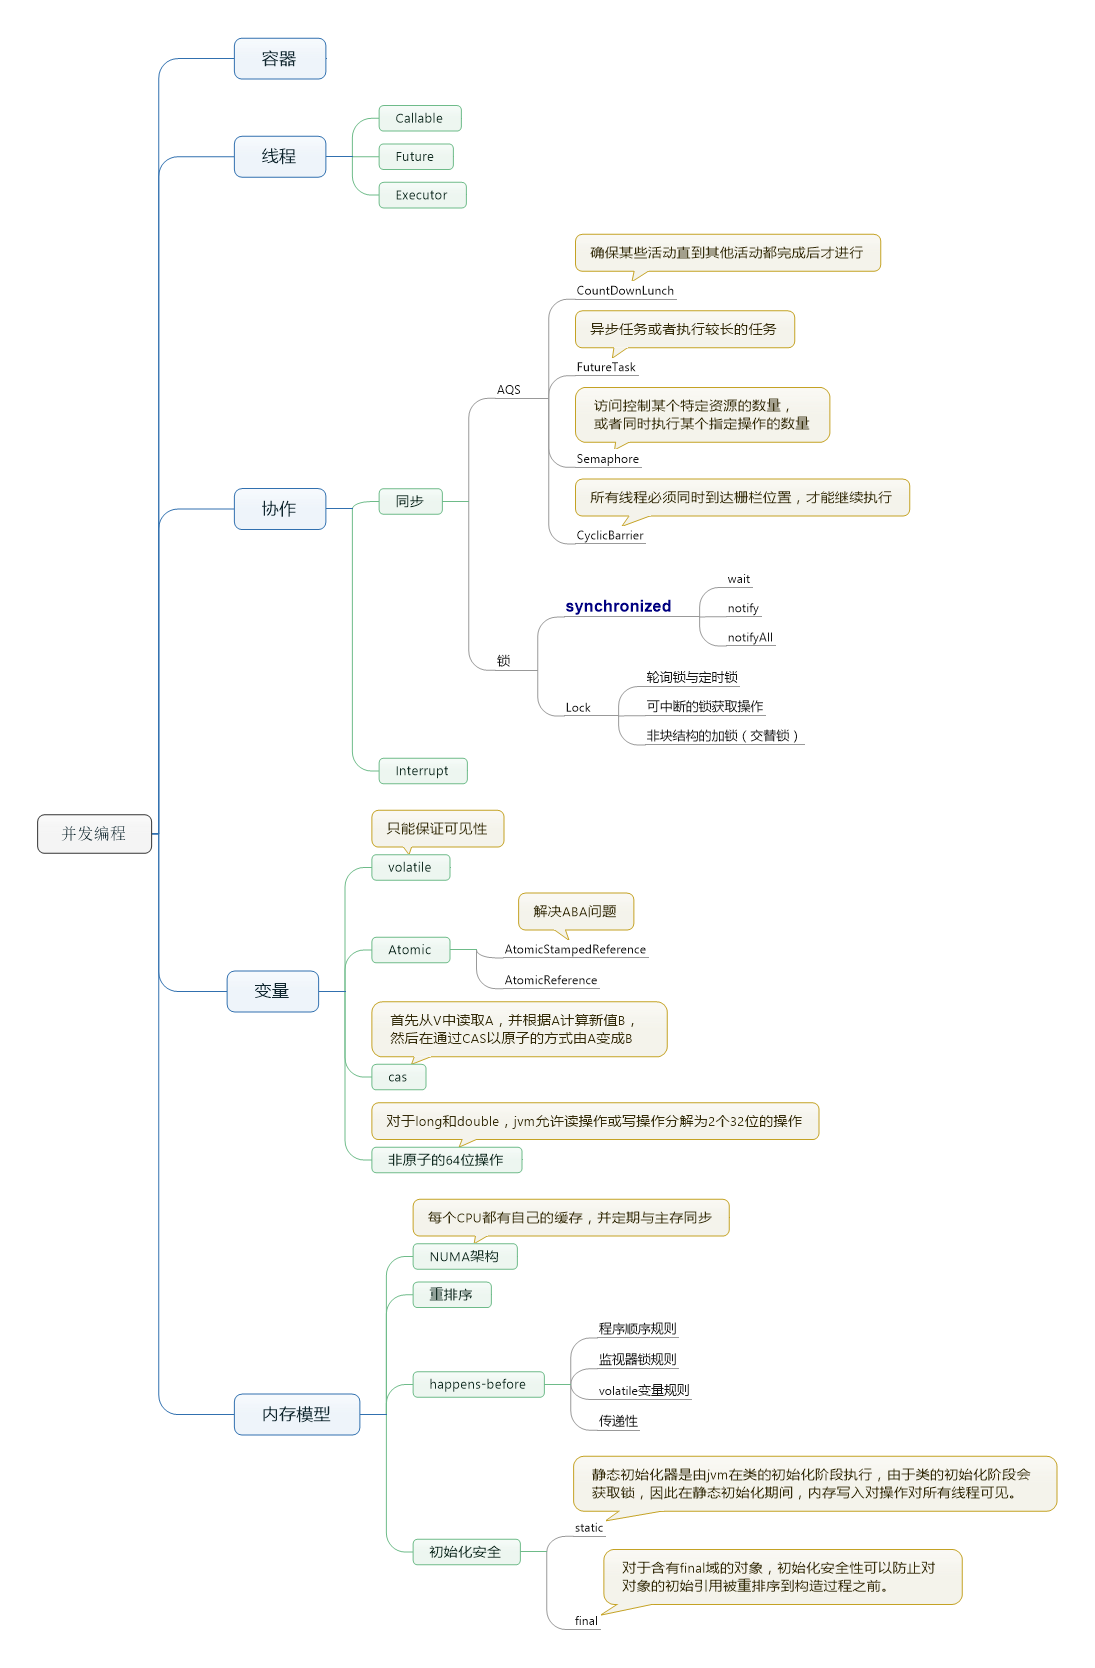 容器
线程
Callable
Future
Executor
确保某些活动直到其他活动都完成后才进行
CountDownLunch
异步任务或者执行较长的任务
FutureTask
AQS
访问控制某个特定资源的数量，
或者同时执行某个指定操作的数量
Semaphore
所有线程必须同时到达栅栏位置，才能继续执行
CyclicBarrier
同步
协作
wait
synchronized
notify
notifyAll
锁
轮询锁与定时锁
Lock
可中断的锁获取操作
非块结构的加锁（交替锁）
Interrupt
并发编程
只能保证可见性
volatile
解决ABA问题
Atomic
AtomicStampedReference
AtomicReference
变量
首先从V中读取A，并根据A计算新值B，
然后在通过CAS以原子的方式由A变成B
cas
对于long和double，jvm允许读操作或写操作分解为2个32位的操作
非原子的64位操作
每个CPU都有自己的缓存，并定期与主存同步
NUMA架构
重排序
程序顺序规则
监视器锁规则
happens-before
volatile变量规则
传递性
内存模型
静态初始化器是由jvm在类的初始化阶段执行，由于类的初始化阶段会
获取锁，因此在静态初始化期间，内存写入对操作对所有线程可见。
static
初始化安全
对于含有final域的对象，初始化安全性可以防止对
对象的初始引用被重排序到构造过程之前。
final